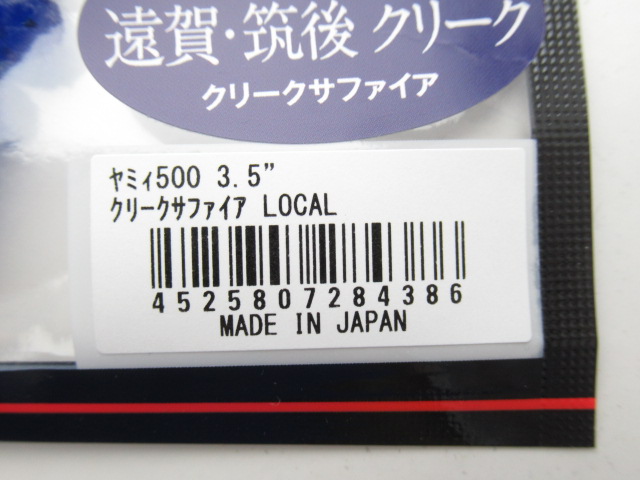 遠賀・筑後 クリーク
クリークサファイア
ﾔﾐｨ500 3.5”
ｸﾘｰｸｻﾌｧｲｱ LOCAL
4525807284386
MADE IN JAPAN